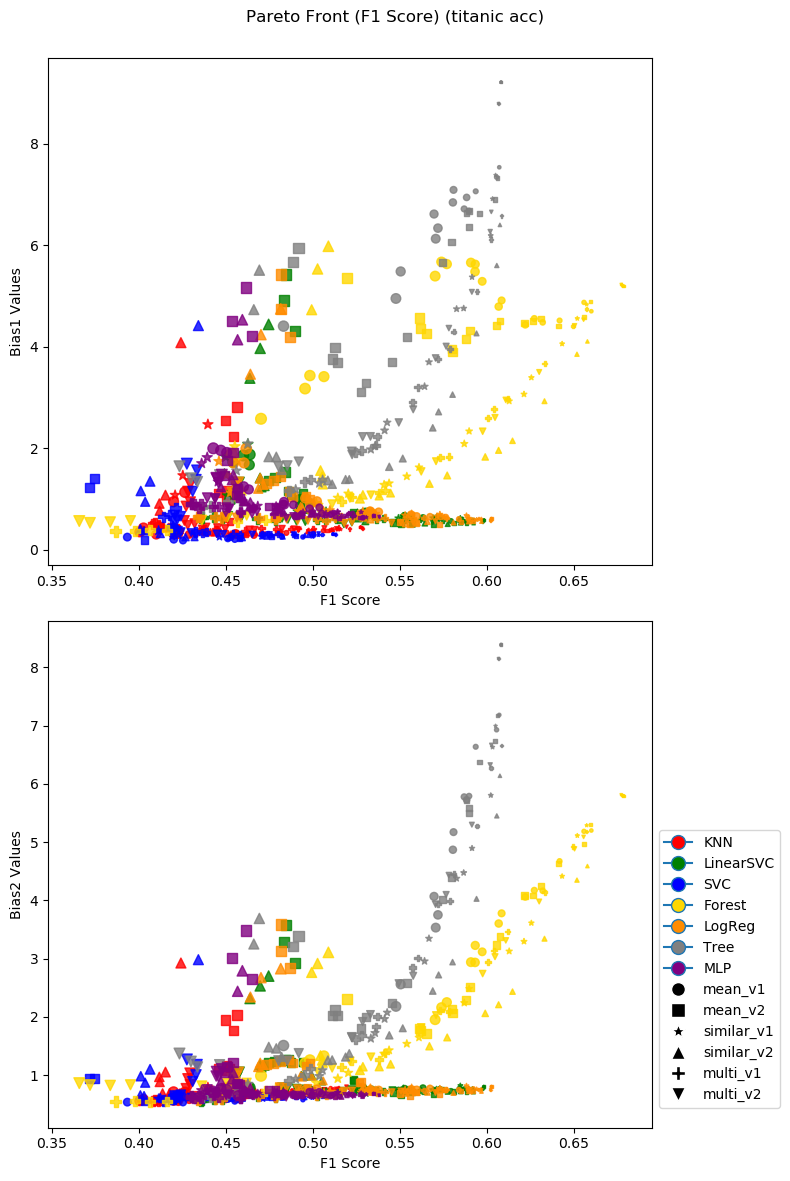 Pareto Front (F1 Score) (titanic acc)
Bias1 Values
8
6
4
2
0
0.35 0.40 0.45 0.50 0.55 0.60 0.65
F1 Score
Bias2 Values
8
7
6
5
4
3
2
1
0.35 0.40 0.45 0.50 0.55 0.60 0.65
F1 Score
KNN
LinearSVC
SVC
Forest
LogReg
Tree
MLP
mean_v1
mean_v2
similar_v1
similar_v2
multi_v1
multi_v2